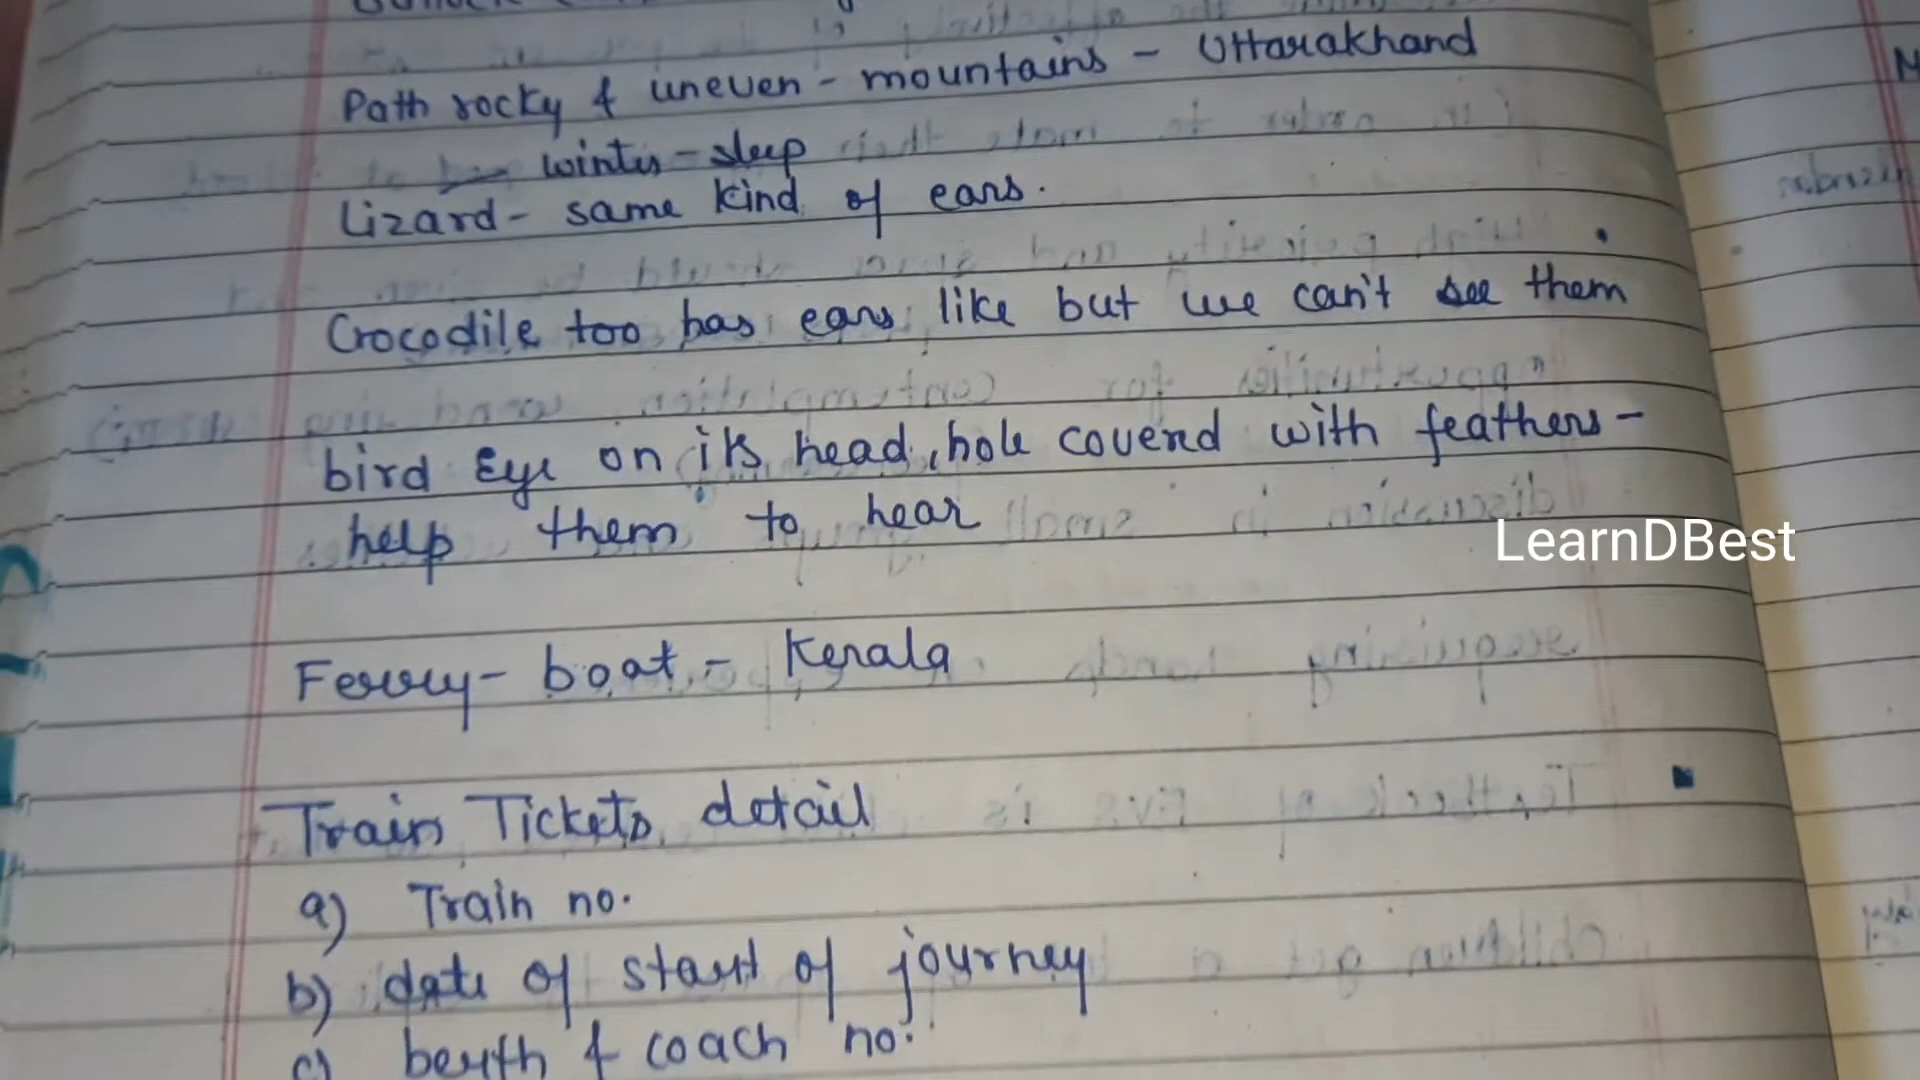 Path rocky & uneven - mountains - Uttarakhand
winter - sleep
Lizard - same kind of ears.
Crocodile too has ears like but we can't see them
bird Eye on its head, hole coverd with feathers -
help them to hear
LearnDBest
Ferry - boat - Kerala
Train Tickets detail
a) Train no.
b) date of start of journey
c) berth & coach no.